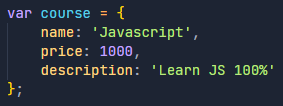 var course = {
    name: 'Javascript',
    price: 1000,
    description: 'Learn JS 100%'
};